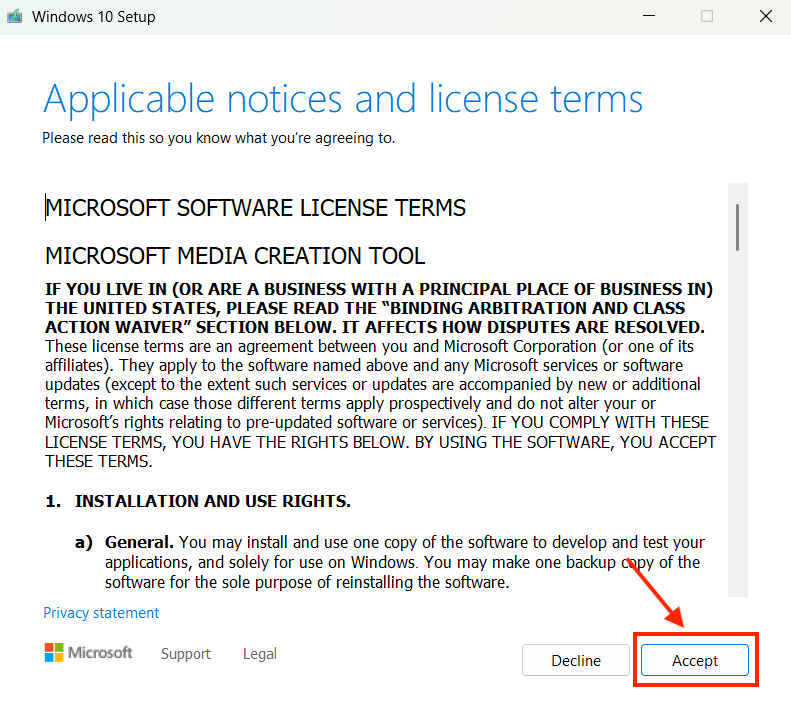 Windows 10 Setup
Applicable notices and license terms
Please read this so you know what you're agreeing to.
MICROSOFT SOFTWARE LICENSE TERMS
MICROSOFT MEDIA CREATION TOOL
IF YOU LIVE IN (OR ARE A BUSINESS WITH A PRINCIPAL PLACE OF BUSINESS IN)
THE UNITED STATES, PLEASE READ THE “BINDING ARBITRATION AND CLASS
ACTION WAIVER” SECTION BELOW. IT AFFECTS HOW DISPUTES ARE RESOLVED.
These license terms are an agreement between you and Microsoft Corporation (or one of its
affiliates). They apply to the software named above and any Microsoft services or software
updates (except to the extent such services or updates are accompanied by new or additional
terms, in which case those different terms apply prospectively and do not alter your or
Microsoft’s rights relating to pre-updated software or services). IF YOU COMPLY WITH THESE
LICENSE TERMS, YOU HAVE THE RIGHTS BELOW. BY USING THE SOFTWARE, YOU ACCEPT
THESE TERMS.
1. INSTALLATION AND USE RIGHTS.
a) General. You may install and use one copy of the software to develop and test your
applications, and solely for use on Windows. You may make one backup copy of the
software for the sole purpose of reinstalling the software.
Privacy statement
Microsoft Support Legal Decline Accept